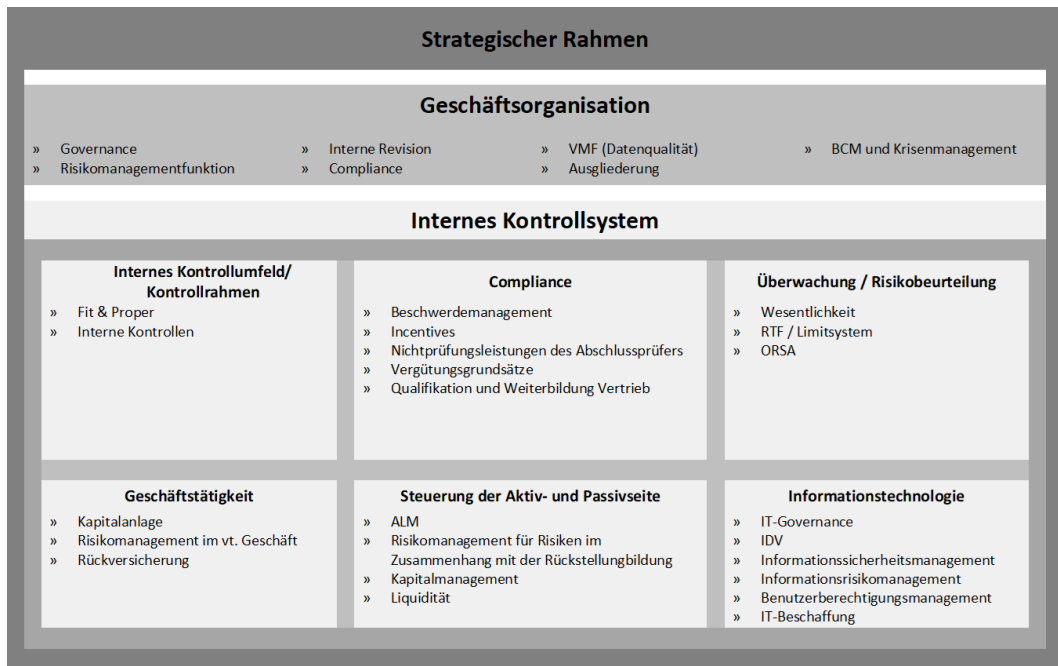 Strategischer Rahmen
Geschäftsorganisation
» Governance
» Risikomanagementfunktion
» Interne Revision
» Compliance
» VMF (Datenqualität)
» Ausgliederung
» BCM und Krisenmanagement
Internes Kontrollsystem
Internes Kontrollumfeld/
Kontrollrahmen
» Fit & Proper
» Interne Kontrollen
Compliance
» Beschwerdemanagement
» Incentives
» Nichtprüfungsleistungen des Abschlussprüfers
» Vergütungsgrundsätze
» Qualifikation und Weiterbildung Vertrieb
Überwachung / Risikobeurteilung
» Wesentlichkeit
» RTF / Limitsystem
» ORSA
Geschäftstätigkeit
» Kapitalanlage
» Risikomanagement im vt. Geschäft
» Rückversicherung
Steuerung der Aktiv- und Passivseite
» ALM
» Risikomanagement für Risiken im
Zusammenhang mit der Rückstellungbildung
» Kapitalmanagement
» Liquidität
Informationstechnologie
» IT-Governance
» IDV
» Informationssicherheitsmanagement
» Informationsrisikomanagement
» Benutzerberechtigungsmanagement
» IT-Beschaffung